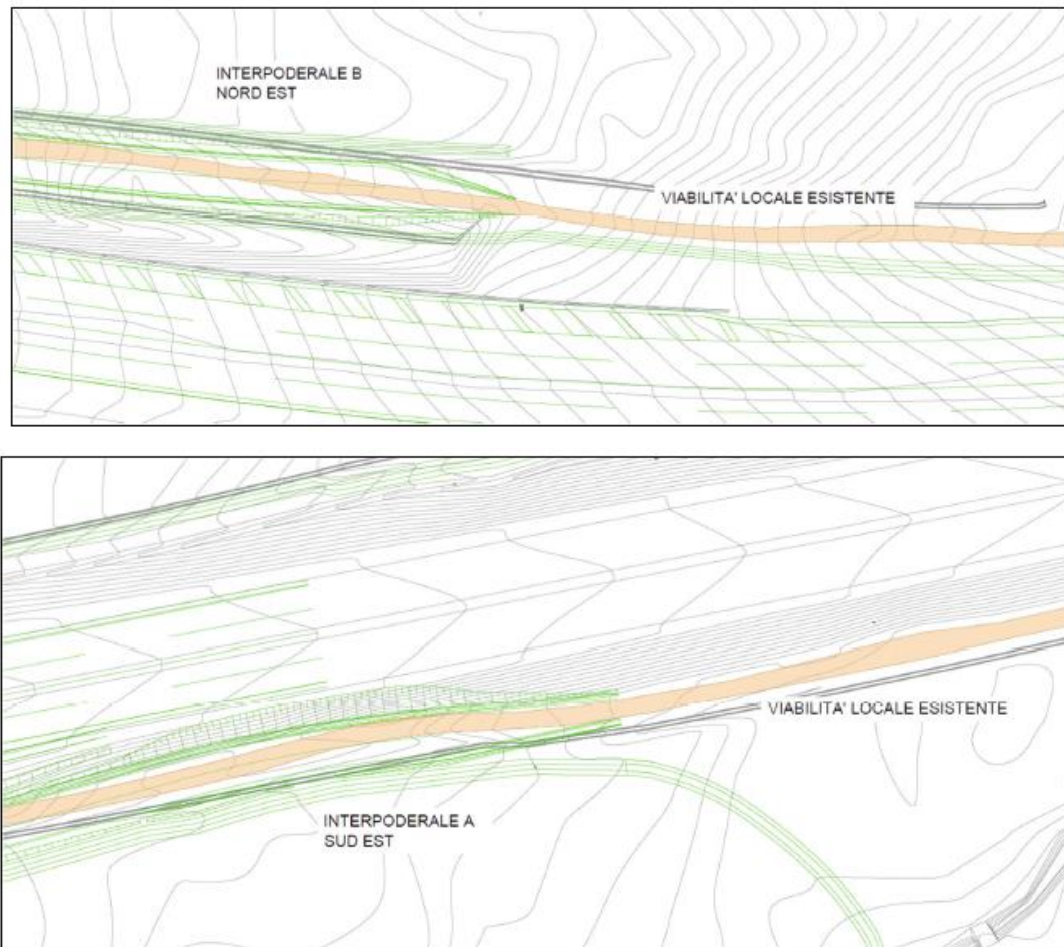 INTERPODERALE B
NORD EST
VIABILITA' LOCALE ESISTENTE
VIABILITA' LOCALE ESISTENTE
INTERPODERALE A
SUD EST